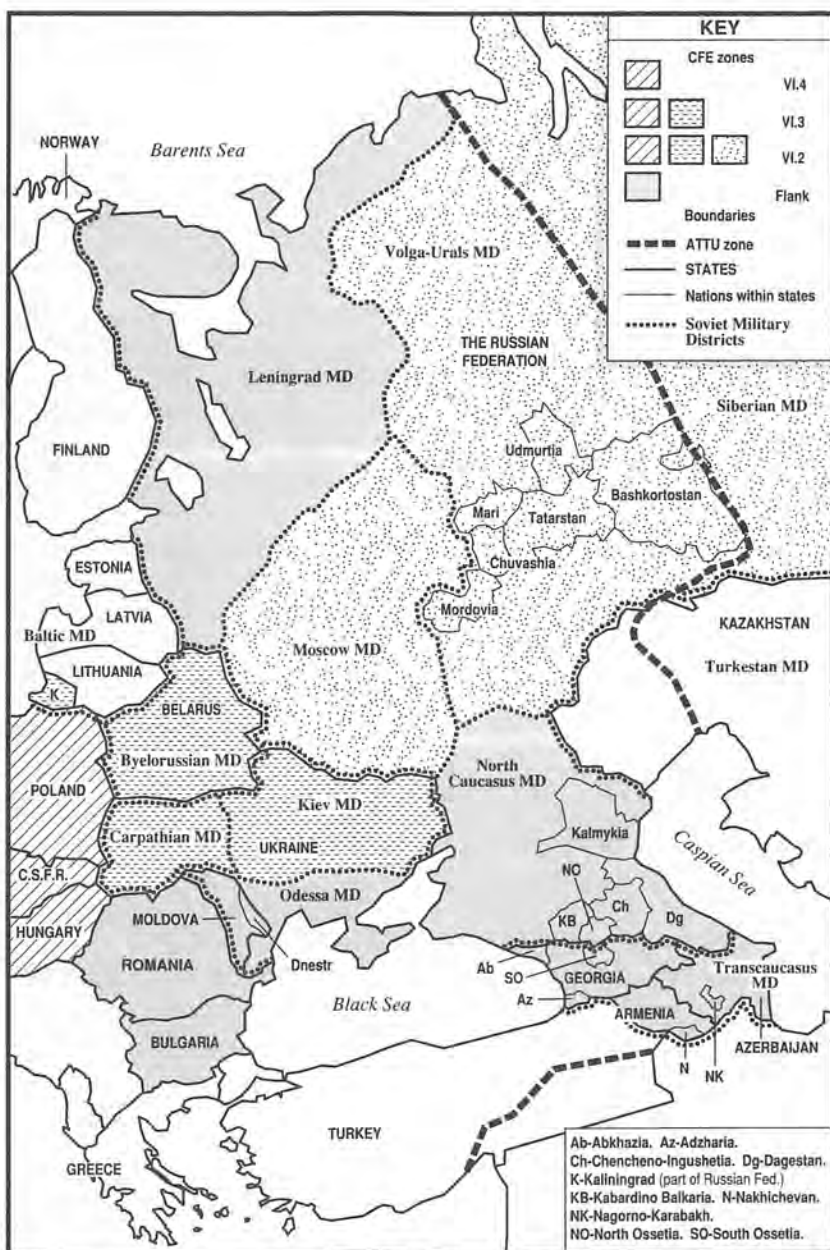 KEY
CFE zones
VI.4
VI.3
VI.2
Flank
Boundaries
ATTU zone
STATES
Nations within states
Soviet Military
Districts
NORWAY
Barents Sea
Volga-Urals MD
THE RUSSIAN
FEDERATION
Leningrad MD
Siberian MD
FINLAND
Udmurtia
Bashkortostan
Mari
Tatarstan
ESTONIA
Chuvashia
LATVIA
Mordovia
Baltic MD
KAZAKHSTAN
Moscow MD
Turkestan MD
LITHUANIA
K
BELARUS
Byelorussian MD
North
Caucasus MD
POLAND
Kiev MD
Carpathian MD
UKRAINE
Kalmykia
Caspian Sea
C.S.F.R.
NO
Odessa MD
Ch
MOLDOVA
KB
Dg
HUNGARY
Dnestr
Ab
ROMANIA
SO
GEORGIA
Transcaucasus
MD
Az
Black Sea
ARMENIA
BULGARIA
AZERBAIJAN
N
NK
TURKEY
GREECE
Ab-Abkhazia. Az-Adzharia.
Ch-Chencheno-Ingushetia. Dg-Dagestan.
K-Kaliningrad (part of Russian Fed.)
KB-Kabardino Balkaria. N-Nakhichevan.
NK-Nagorno-Karabakh.
NO-North Ossetia. SO-South Ossetia.